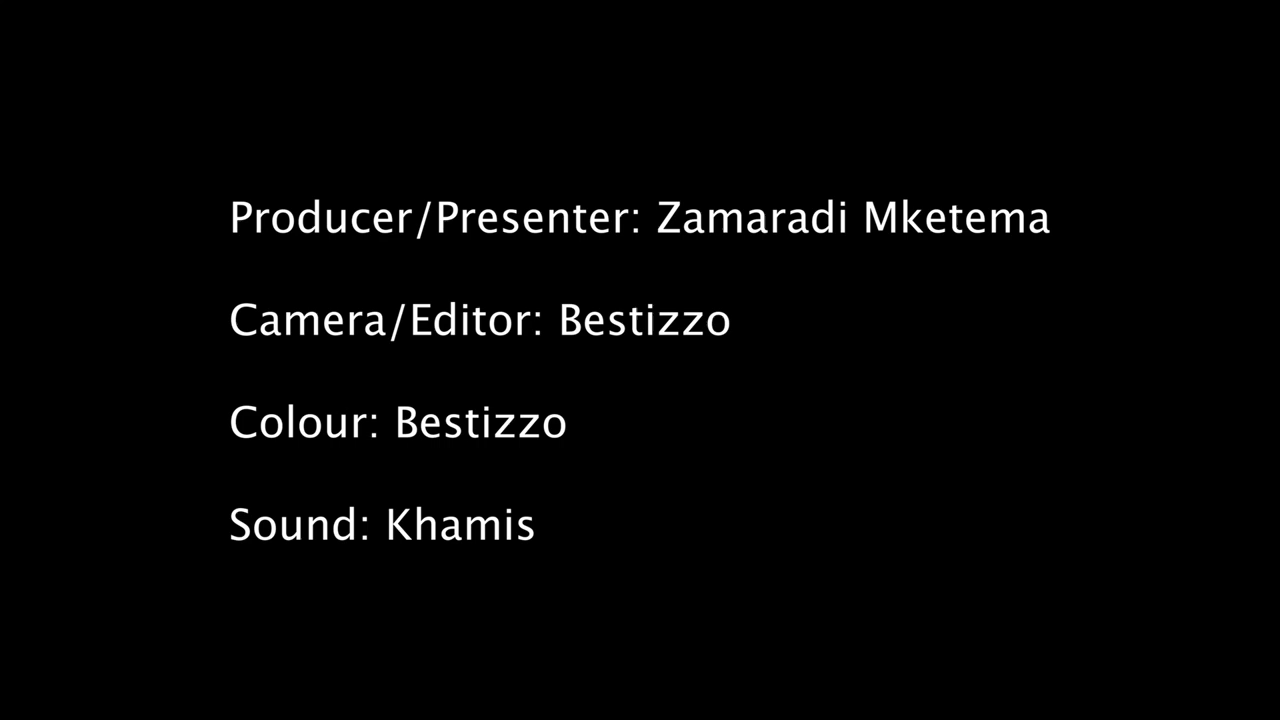 Producer/Presenter: Zamaradi Mketema
Camera/Editor: Bestizzo
Colour: Bestizzo
Sound: Khamis